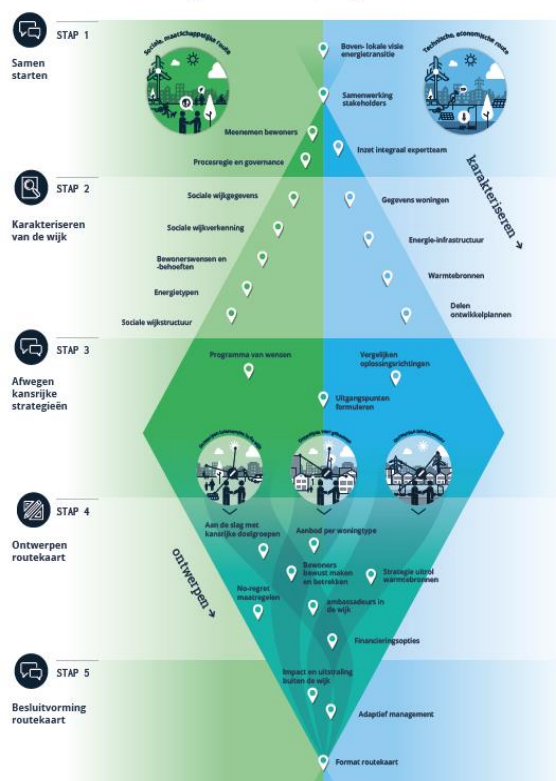 STAP 1
Samen
starten
Sociale, maatschappelijke route
Technische, economische route
Boven- lokale visie
energietransitie
Samenwerking
stakeholders
Meenemen bewoners
Inzet integraal expertteam
Procesregie en governance
karakteriseren
STAP 2
Karakteriseren
van de wijk
Sociale wijkgegevens
Gegevens woningen
Sociale wijkverkenning
Energie-infrastructuur
Bewonerswensen en
-behoeften
Warmtebronnen
Energietypen
Delen
ontwikkelplannen
Sociale wijkstructuur
STAP 3
Afwegen
kansrijke
strategieën
Programma van wensen
Vergelijken
oplossingsrichtingen
Uitgangspunten
formuleren
STAP 4
Ontwerpen
routekaart
ontwerpen
Aan de slag met
kansrijke doelgroepen
Aanbod per woningtype
Bewoners
bewust maken
en betrekken
Strategie uitrol
warmtebronnen
No-regret
maatregelen
ambassadeurs in
de wijk
Financieringsopties
STAP 5
Besluitvorming
routekaart
Impact en uitstraling
buiten de wijk
Adaptief management
Format routekaart